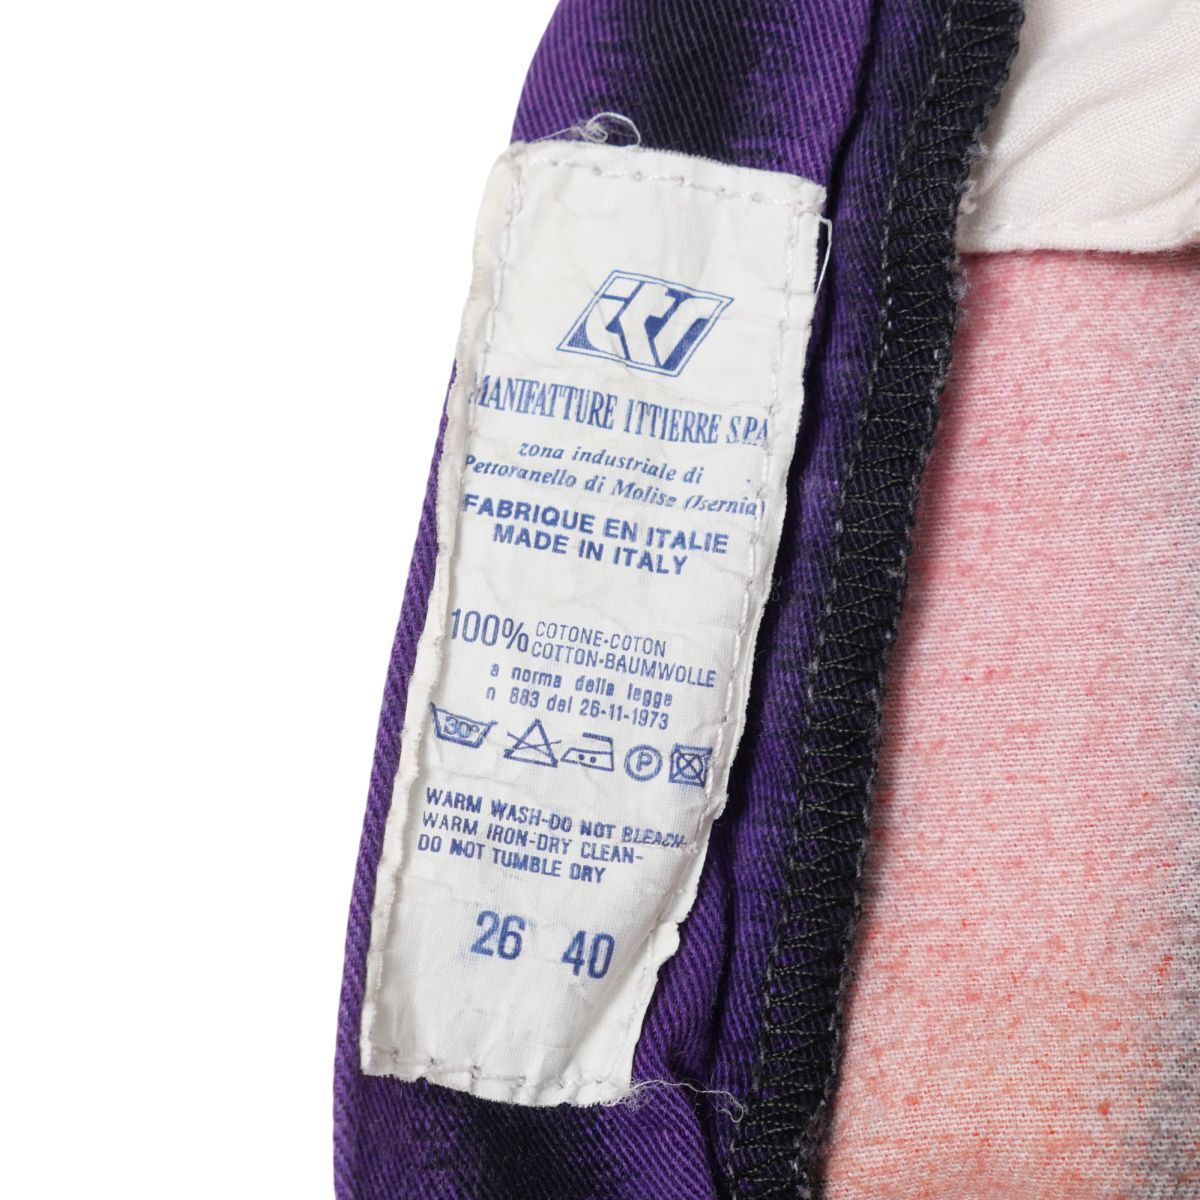 itr
MANIFATTURE ITTIERRE S.P.A
zona industriale di
Pettoranello di Molise (Isernia)
FABRIQUE EN ITALIE
MADE IN ITALY
100% COTONE-COTON
COTTON-BAUMWOLLE
a norma della legge
n 883 del 26-11-1973
30° P
WARM WASH-DO NOT BLEACH-
WARM IRON-DRY CLEAN-
DO NOT TUMBLE DRY
26 40